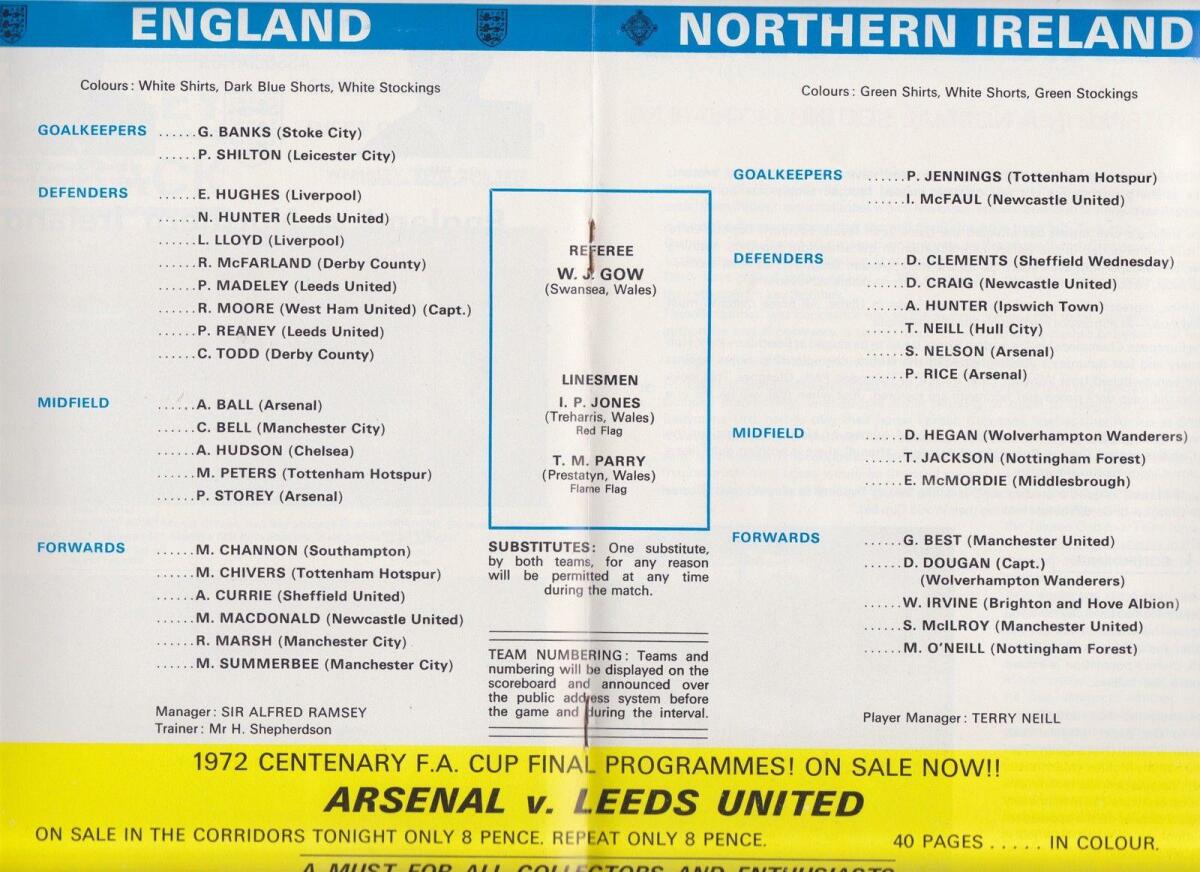 ENGLAND
Colours: White Shirts, Dark Blue Shorts, White Stockings
GOALKEEPERS ......G. BANKS (Stoke City)
......P. SHILTON (Leicester City)
DEFENDERS ......E. HUGHES (Liverpool)
......N. HUNTER (Leeds United)
......L. LLOYD (Liverpool)
......R. McFARLAND (Derby County)
......P. MADELEY (Leeds United)
......R. MOORE (West Ham United) (Capt.)
......P. REANEY (Leeds United)
......C. TODD (Derby County)
MIDFIELD ......A. BALL (Arsenal)
......C. BELL (Manchester City)
......A. HUDSON (Chelsea)
......M. PETERS (Tottenham Hotspur)
......P. STOREY (Arsenal)
FORWARDS ......M. CHANNON (Southampton)
......M. CHIVERS (Tottenham Hotspur)
......A. CURRIE (Sheffield United)
......M. MACDONALD (Newcastle United)
......R. MARSH (Manchester City)
......M. SUMMERBEE (Manchester City)
Manager: SIR ALFRED RAMSEY
Trainer: Mr H. Shepherdson
REFEREE
W. J. GOW
(Swansea, Wales)
LINESMEN
I. P. JONES
(Treharris, Wales)
Red Flag
T. M. PARRY
(Prestatyn, Wales)
Flame Flag
SUBSTITUTES: One substitute,
by both teams, for any reason
will be permitted at any time
during the match.
TEAM NUMBERING: Teams and
numbering will be displayed on the
scoreboard and announced over
the public address system before
the game and during the interval.
NORTHERN IRELAND
Colours: Green Shirts, White Shorts, Green Stockings
GOALKEEPERS ......P. JENNINGS (Tottenham Hotspur)
......I. McFAUL (Newcastle United)
DEFENDERS ......D. CLEMENTS (Sheffield Wednesday)
......D. CRAIG (Newcastle United)
......A. HUNTER (Ipswich Town)
......T. NEILL (Hull City)
......S. NELSON (Arsenal)
......P. RICE (Arsenal)
MIDFIELD ......D. HEGAN (Wolverhampton Wanderers)
......T. JACKSON (Nottingham Forest)
......E. McMORDIE (Middlesbrough)
FORWARDS ......G. BEST (Manchester United)
......D. DOUGAN (Capt.)
(Wolverhampton Wanderers)
......W. IRVINE (Brighton and Hove Albion)
......S. McILROY (Manchester United)
......M. O'NEILL (Nottingham Forest)
Player Manager: TERRY NEILL
1972 CENTENARY F.A. CUP FINAL PROGRAMMES! ON SALE NOW!!
ARSENAL v. LEEDS UNITED
ON SALE IN THE CORRIDORS TONIGHT ONLY 8 PENCE. REPEAT ONLY 8 PENCE. 40 PAGES ..... IN COLOUR.
A MUST FOR ALL COLLECTORS AND ENTHUSIASTS